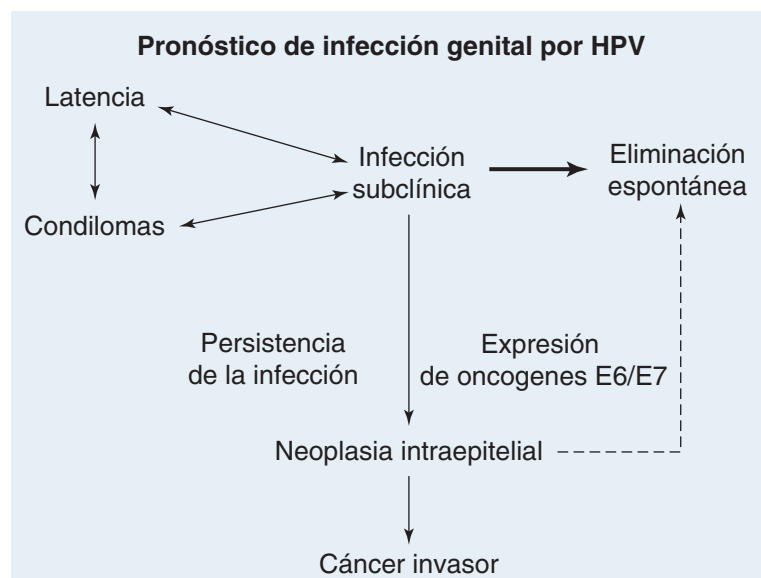 Pronóstico de infección genital por HPV
Latencia
Infección
subclínica
Eliminación
espontánea
Condilomas
Persistencia
de la infección
Expresión
de oncogenes E6/E7
Neoplasia intraepitelial
Cáncer invasor